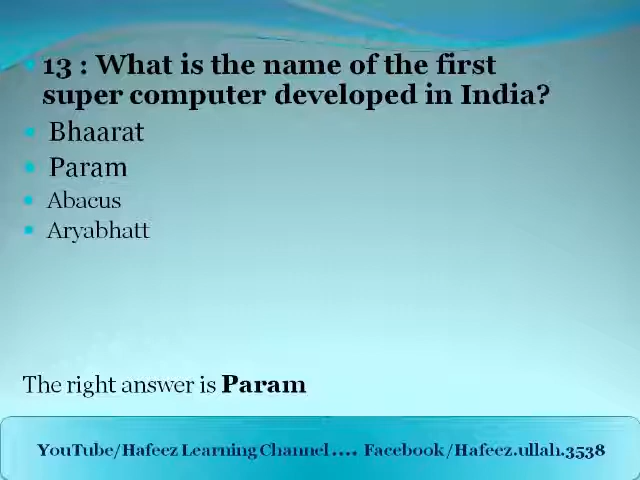 13 : What is the name of the first
super computer developed in India?
Bhaarat
Param
Abacus
Aryabhatt
The right answer is Param
YouTube/Hafeez Learning Channel.... Facebook/Hafeez.ullah.3538